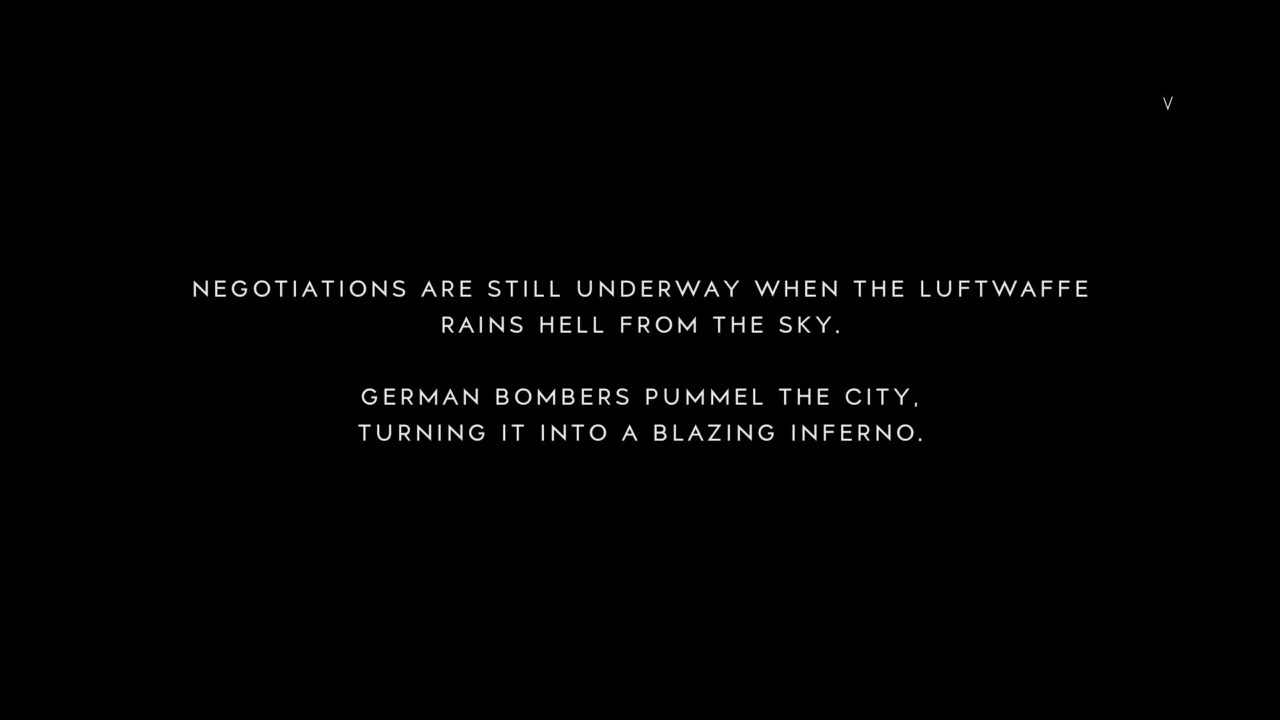 V
NEGOTIATIONS ARE STILL UNDERWAY WHEN THE LUFTWAFFE
RAINS HELL FROM THE SKY.
GERMAN BOMBERS PUMMEL THE CITY,
TURNING IT INTO A BLAZING INFERNO.